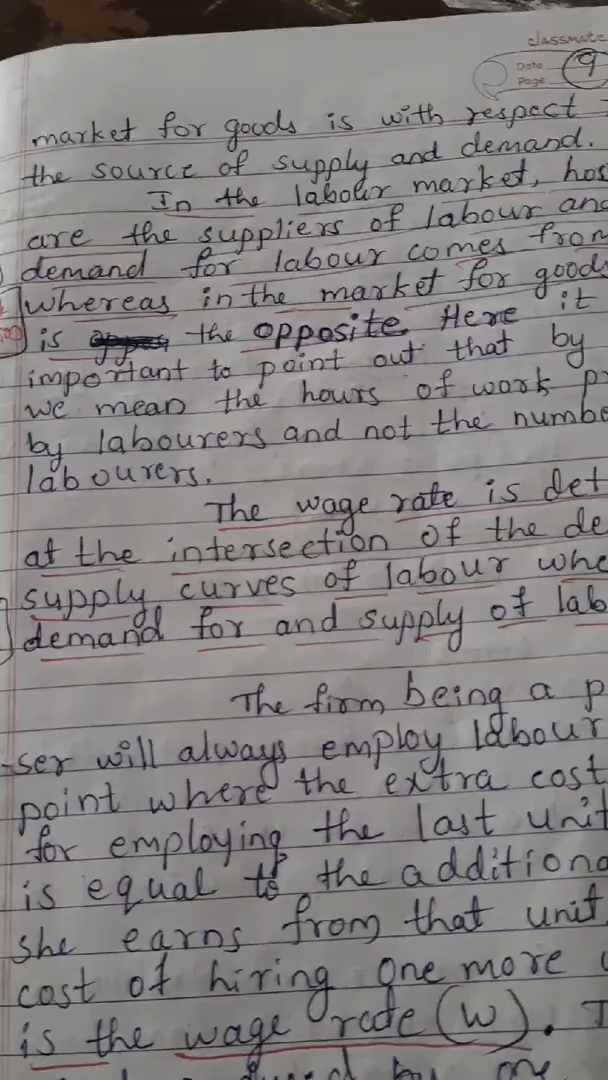 classmate
Date
Page
9
market for goods is with respect
the source of supply and demand.
In the labour market, hos
are the suppliers of labour and
demand for labour comes from
whereas in the market for goods
is the opposite. Here it
important to point out that by
we mean the hours of work p
by labourers and not the numbe
labourers.
The wage rate is det
at the intersection of the de
supply curves of labour whe
demand for and supply of lab
The firm being a p
-ser will always employ labour
point where the extra cost
for employing the last unit
is equal to the additiona
she earns from that unit.
cost of hiring one more
is the wage rate (w).
by one